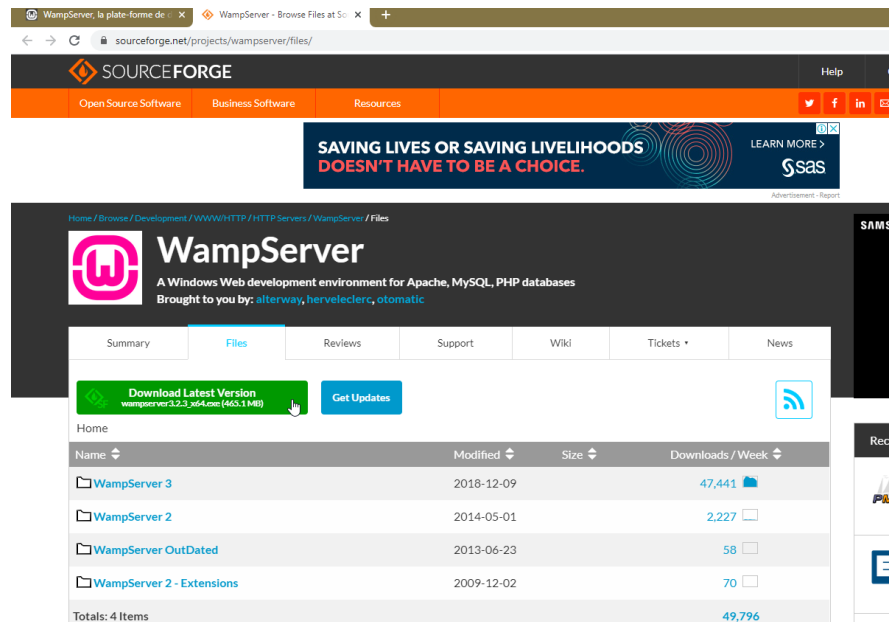 WampServer, la plate-forme de d
WampServer - Browse Files at So
sourceforge.net/projects/wampserver/files/
SOURCEFORGE
Help
Open Source Software Business Software Resources
SAVING LIVES OR SAVING LIVELIHOODS
DOESN'T HAVE TO BE A CHOICE.
LEARN MORE >
sas
Advertisement - Report
Home / Browse / Development / WWW/HTTP / HTTP Servers / WampServer / Files
SAMS
WampServer
A Windows Web development environment for Apache, MySQL, PHP databases
Brought to you by: alterway, herveleclerc, otomatic
Summary Files Reviews Support Wiki Tickets News
Download Latest Version
wampserver3.2.3_x64.exe (465.1 MB)
Get Updates
Home
Rec
Name Modified Size Downloads / Week
WampServer 3 2018-12-09 47,441
WampServer 2 2014-05-01 2,227
WampServer OutDated 2013-06-23 58
WampServer 2 - Extensions 2009-12-02 70
Totals: 4 Items 49,796